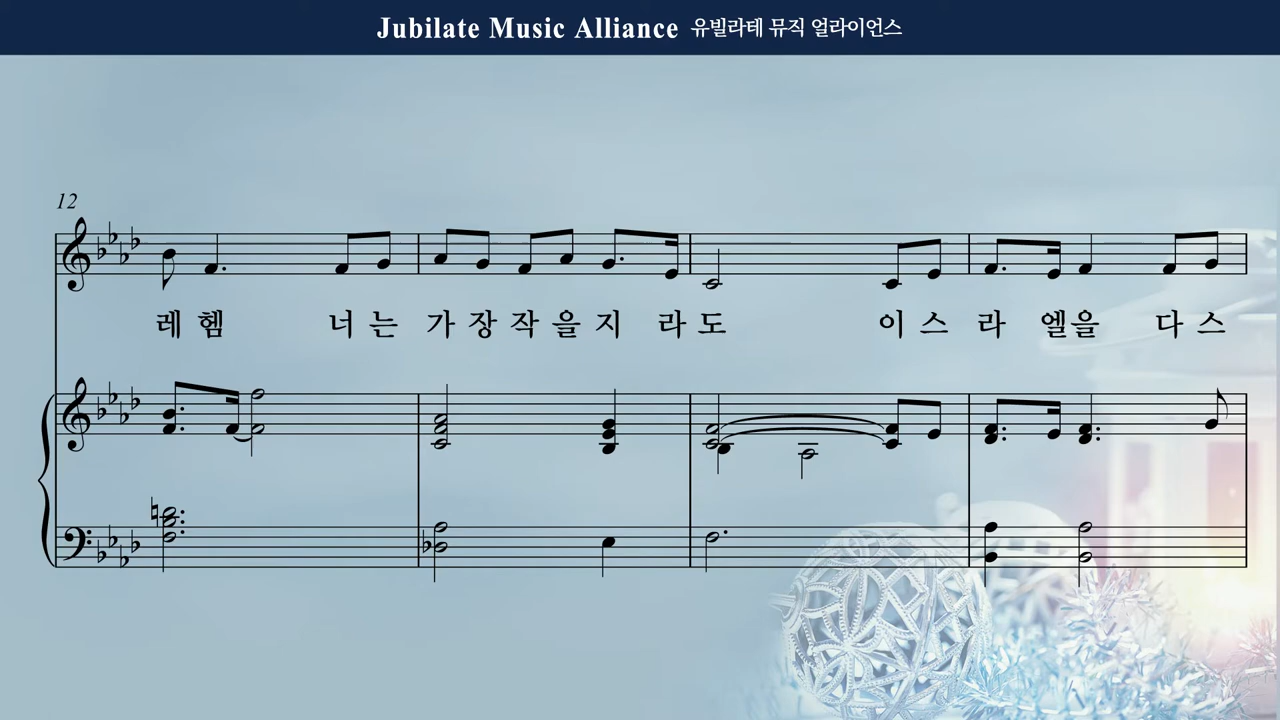 Jubilate Music Alliance 유빌라테 뮤직 얼라이언스
12
레 헴 너 는 가 장 작 을 지 라 도 이 스 라 엘 을 다 스